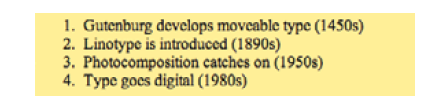 1. Gutenburg develops moveable type (1450s)
2. Linotype is introduced (1890s)
3. Photocomposition catches on (1950s)
4. Type goes digital (1980s)